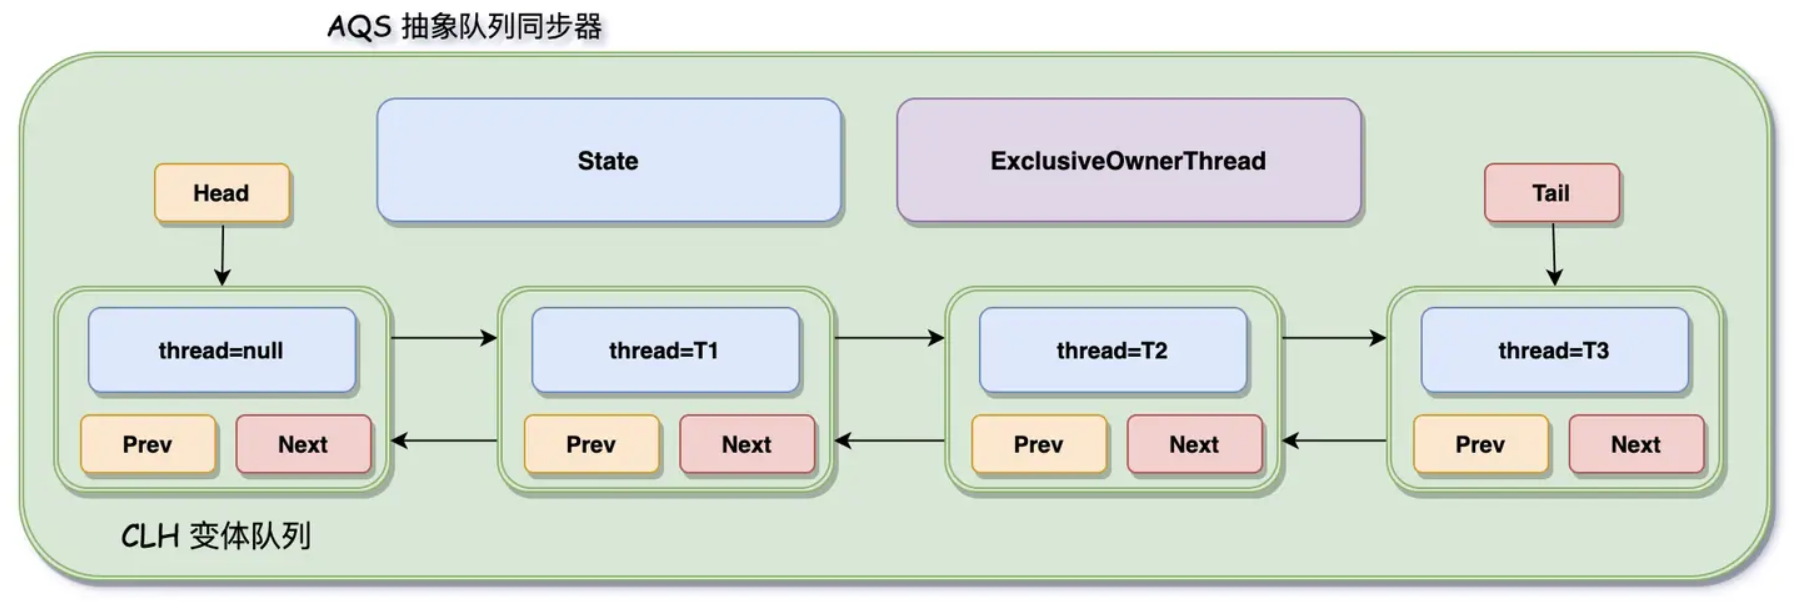 AQS 抽象队列同步器
State
ExclusiveOwnerThread
Head
Tail
thread=null
thread=T1
thread=T2
thread=T3
Prev
Next
Prev
Next
Prev
Next
Prev
Next
CLH 变体队列